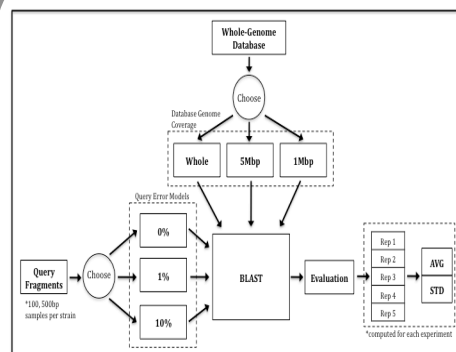 Whole-Genome
Database
Choose
Database Genome
Coverage
Whole
5Mbp
1Mbp
Query Error Models
0%
1%
10%
Query
Fragments
Choose
*100, 500bp
samples per strain
BLAST
Evaluation
Rep 1
Rep 2
Rep 3
Rep 4
Rep 5
AVG
STD
*computed for each experiment